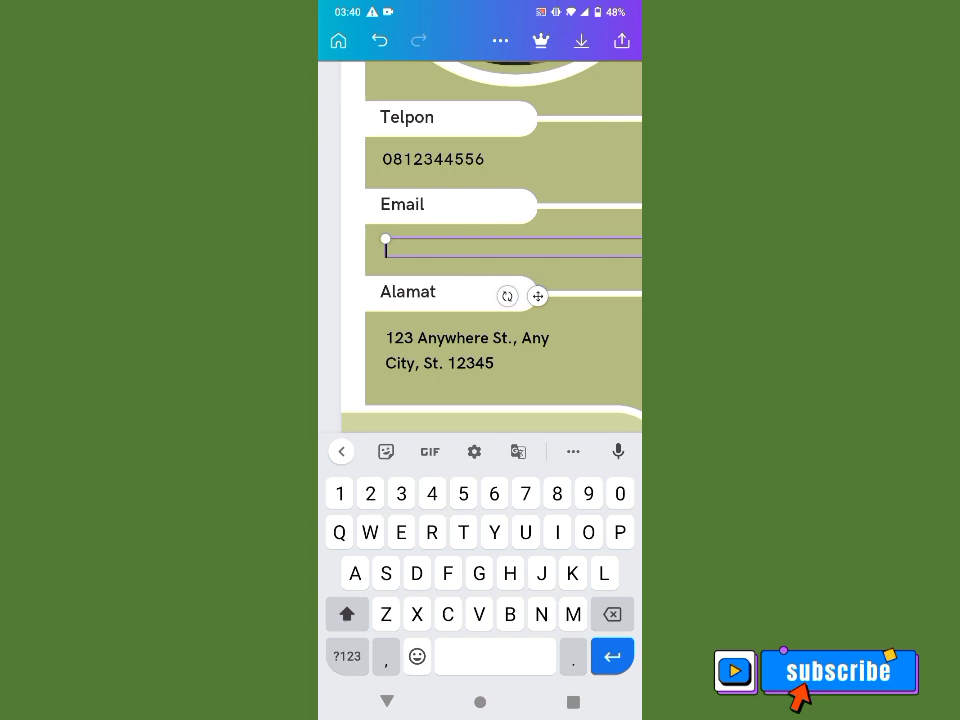 03:40
48%
Telpon
0812344556
Email
Alamat
123 Anywhere St., Any
City, St. 12345
GIF
1 2 3 4 5 6 7 8 9 0
Q W E R T Y U I O P
A S D F G H J K L
Z X C V B N M
?123 , .
subscribe